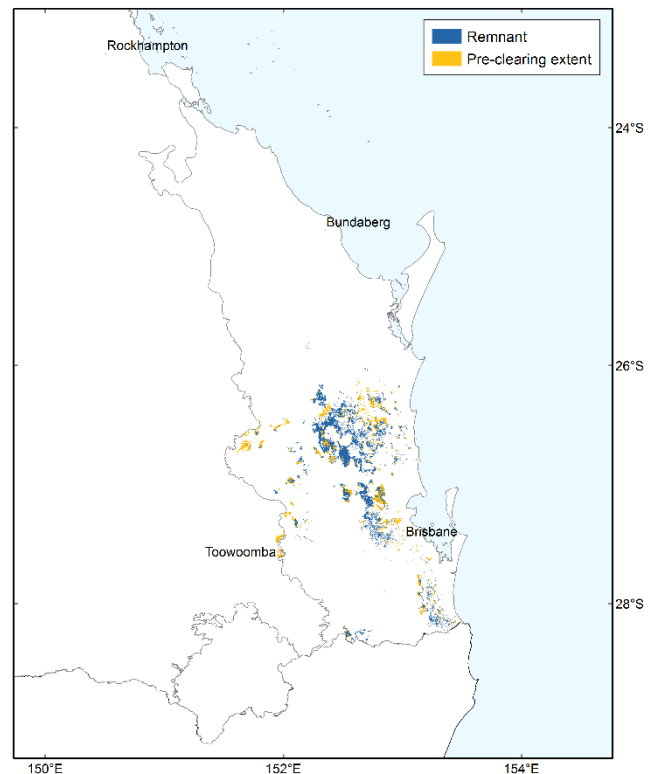 Remnant
Pre-clearing extent
Rockhampton
24°S
Bundaberg
26°S
Brisbane
Toowoomba
28°S
150°E
152°E
154°E